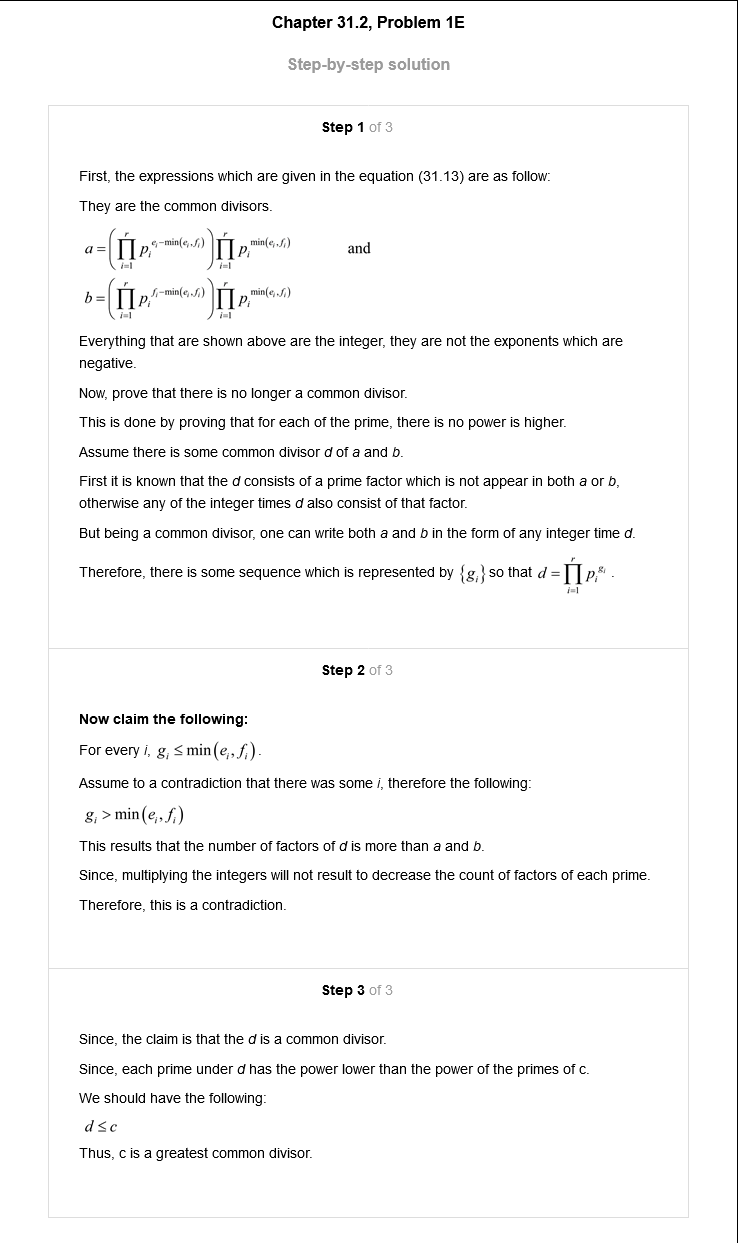 Chapter 31.2, Problem 1E
Step-by-step solution
Step 1 of 3
First, the expressions which are given in the equation (31.13) are as follow:
They are the common divisors.
a = (∏_{i=1}^{r} p_i^{e_i−min(e_i,f_i)}) ∏_{i=1}^{r} p_i^{min(e_i,f_i)} and
b = (∏_{i=1}^{r} p_i^{f_i−min(e_i,f_i)}) ∏_{i=1}^{r} p_i^{min(e_i,f_i)}
Everything that are shown above are the integer, they are not the exponents which are
negative.
Now, prove that there is no longer a common divisor.
This is done by proving that for each of the prime, there is no power is higher.
Assume there is some common divisor d of a and b.
First it is known that the d consists of a prime factor which is not appear in both a or b,
otherwise any of the integer times d also consist of that factor.
But being a common divisor, one can write both a and b in the form of any integer time d.
Therefore, there is some sequence which is represented by {g_i} so that d = ∏_{i=1}^{r} p_i^{g_i} .
Step 2 of 3
Now claim the following:
For every i, g_i ≤ min(e_i, f_i).
Assume to a contradiction that there was some i, therefore the following:
g_i > min(e_i, f_i)
This results that the number of factors of d is more than a and b.
Since, multiplying the integers will not result to decrease the count of factors of each prime.
Therefore, this is a contradiction.
Step 3 of 3
Since, the claim is that the d is a common divisor.
Since, each prime under d has the power lower than the power of the primes of c.
We should have the following:
d ≤ c
Thus, c is a greatest common divisor.